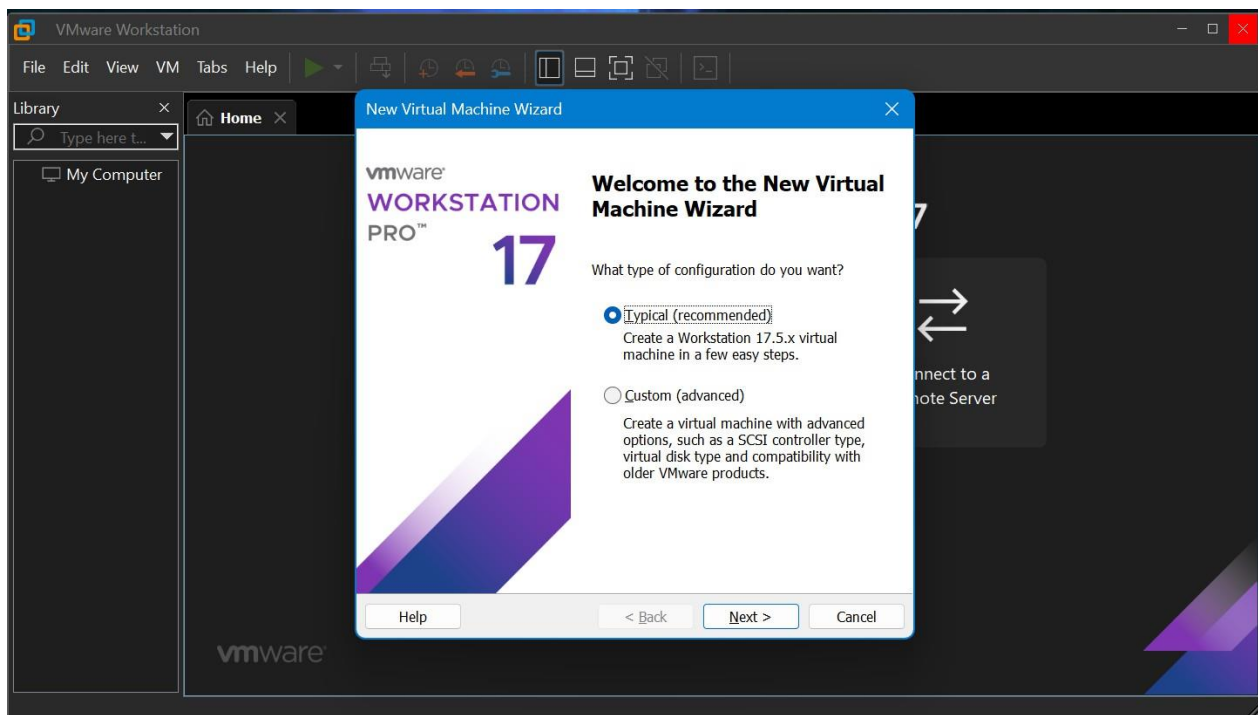 VMware Workstation
File Edit View VM Tabs Help
Library
Type here t...
My Computer
Home
New Virtual Machine Wizard
vmware
WORKSTATION
PRO™
17
Welcome to the New Virtual
Machine Wizard
What type of configuration do you want?
Typical (recommended)
Create a Workstation 17.5.x virtual
machine in a few easy steps.
Custom (advanced)
Create a virtual machine with advanced
options, such as a SCSI controller type,
virtual disk type and compatibility with
older VMware products.
Help < Back Next > Cancel
7
nnect to a
note Server
vmware